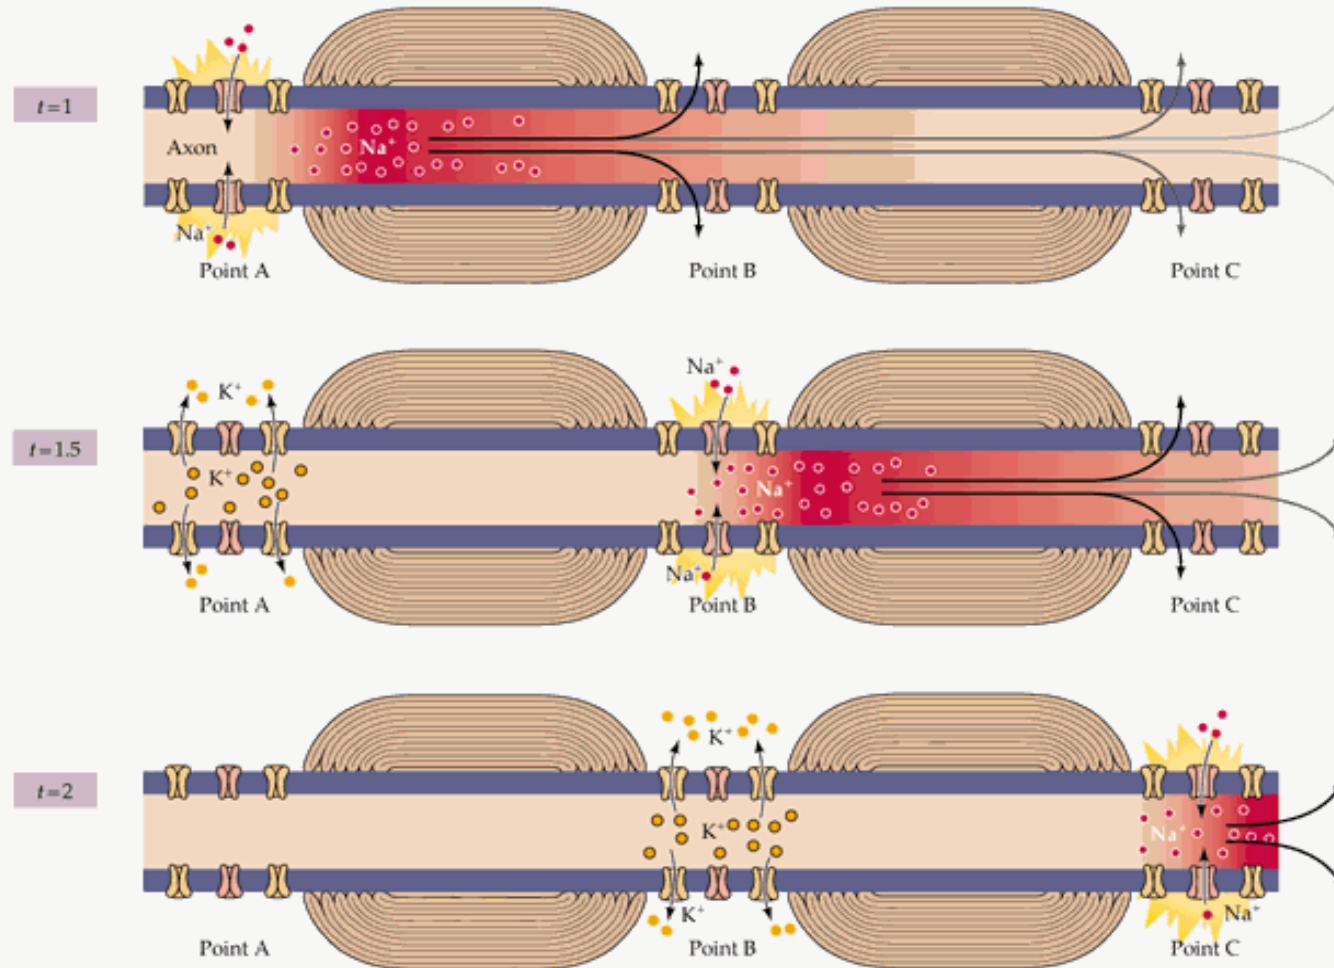 t=1
Axon
Na⁺
Na⁺
Point A
Point B
Point C
t=1.5
K⁺
K⁺
Na⁺
Na⁺
Na⁺
Point A
Point B
Point C
t=2
K⁺
K⁺
K⁺
Na⁺
Na⁺
Point A
Point B
Point C